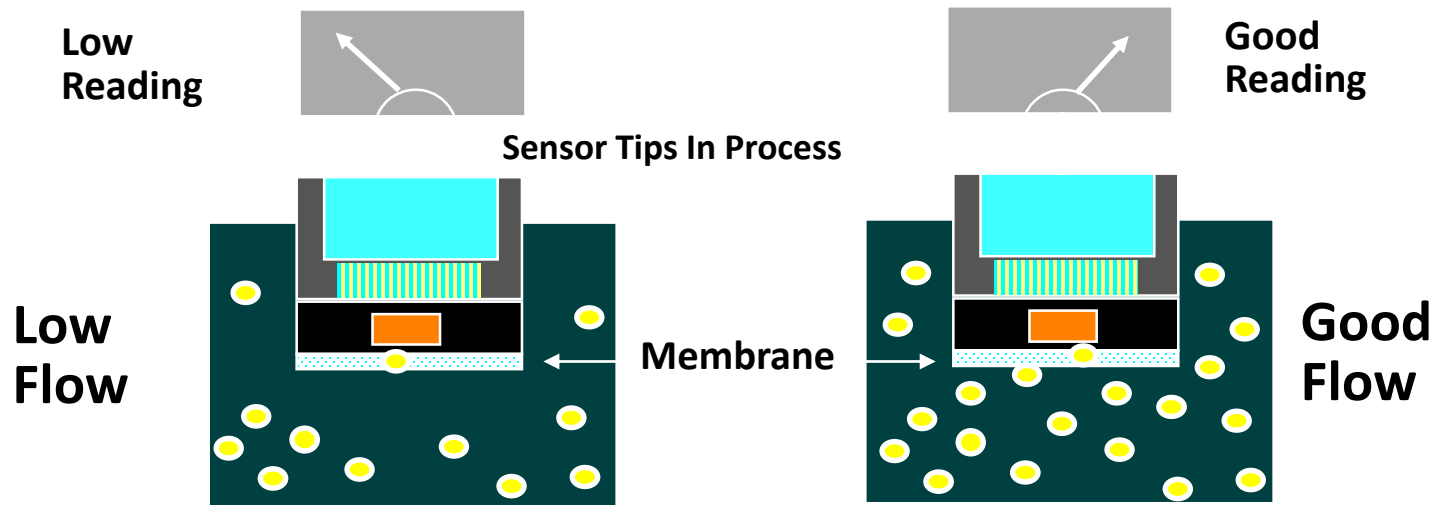 Low
Reading
Good
Reading
Sensor Tips In Process
Low
Flow
Membrane
Good
Flow